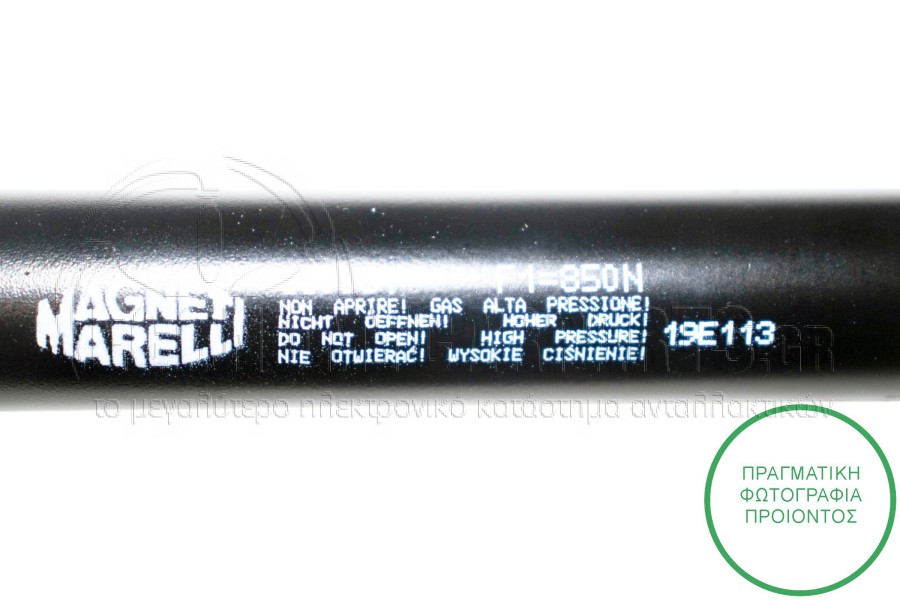 MAGNETI
MARELLI
F1=850N
NON APRIRE! GAS ALTA PRESSIONE!
NICHT OEFFNEN! HOHER DRUCK!
DO NOT OPEN! HIGH PRESSURE!
NIE OTWIERAĆ! WYSOKIE CIŚNIENIE!
19E113
το μεγαλύτερο ηλεκτρονικό κατάστημα ανταλλακτικών
ΠΡΑΓΜΑΤΙΚΗ
ΦΩΤΟΓΡΑΦΙΑ
ΠΡΟΙΟΝΤΟΣ